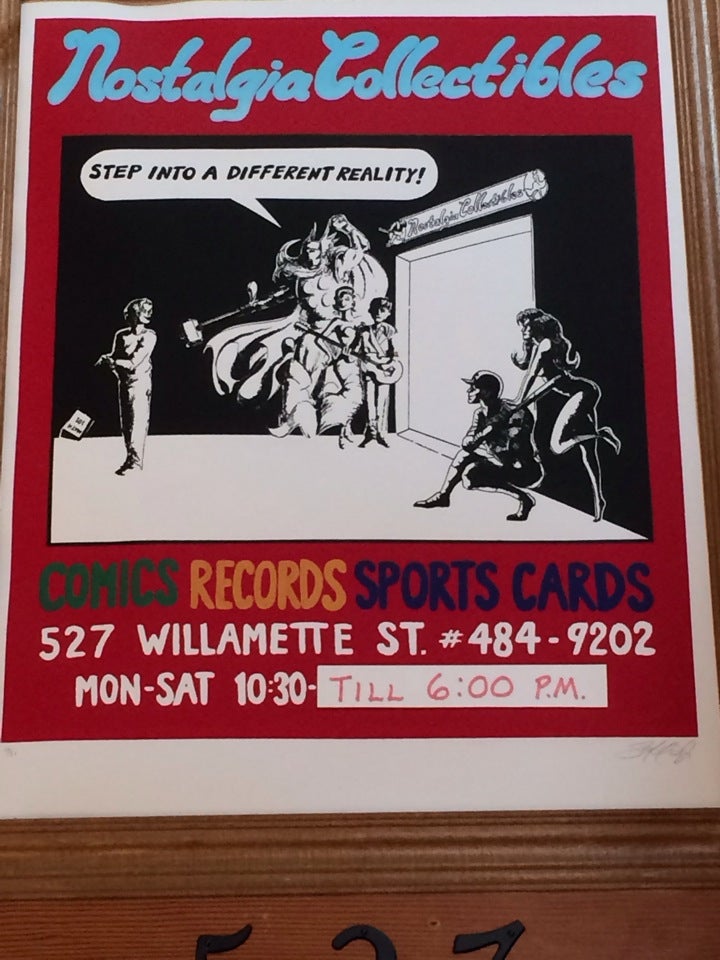 Nostalgia Collectibles
STEP INTO A DIFFERENT REALITY!
Nostalgia Collectibles
COMICS RECORDS SPORTS CARDS
527 WILLAMETTE ST. #484-9202
MON-SAT 10:30- TILL 6:00 P.M.
527